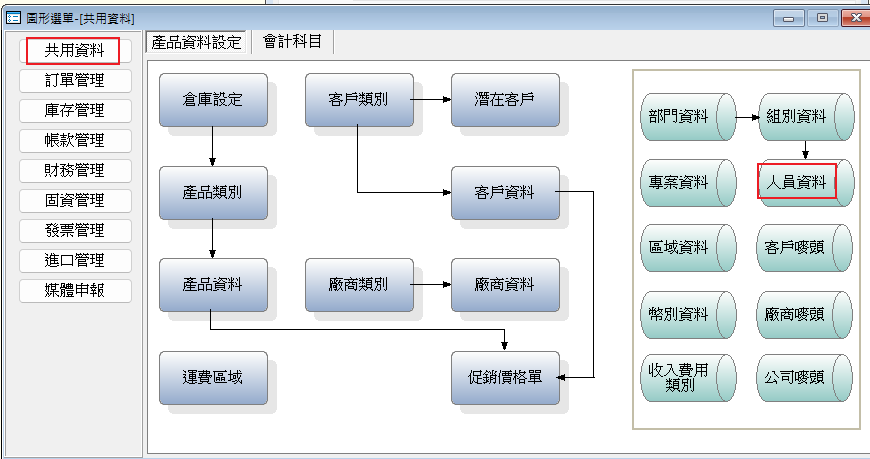 圖形選單-[共用資料]
共用資料
訂單管理
庫存管理
帳款管理
財務管理
固資管理
發票管理
進口管理
媒體申報
產品資料設定
會計科目
倉庫設定
客戶類別
潛在客戶
產品類別
客戶資料
產品資料
廠商類別
廠商資料
運費區域
促銷價格單
部門資料
組別資料
專案資料
人員資料
區域資料
客戶嘜頭
幣別資料
廠商嘜頭
收入費用
類別
公司嘜頭